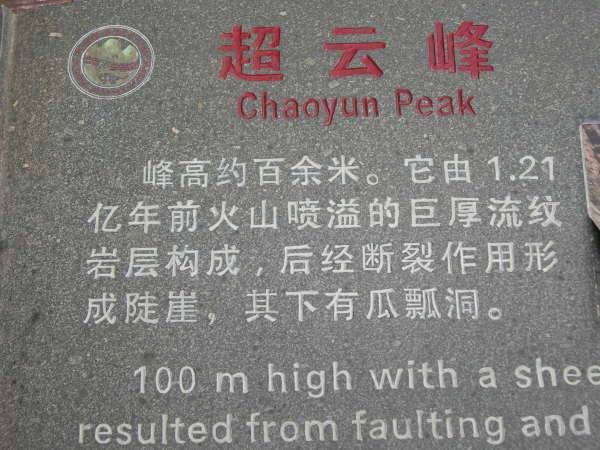 超云峰
Chaoyun Peak
峰高约百余米。它由1.21
亿年前火山喷溢的巨厚流纹
岩层构成,后经断裂作用形
成陡崖,其下有瓜瓢洞。
100 m high with a
resulted from faulting and